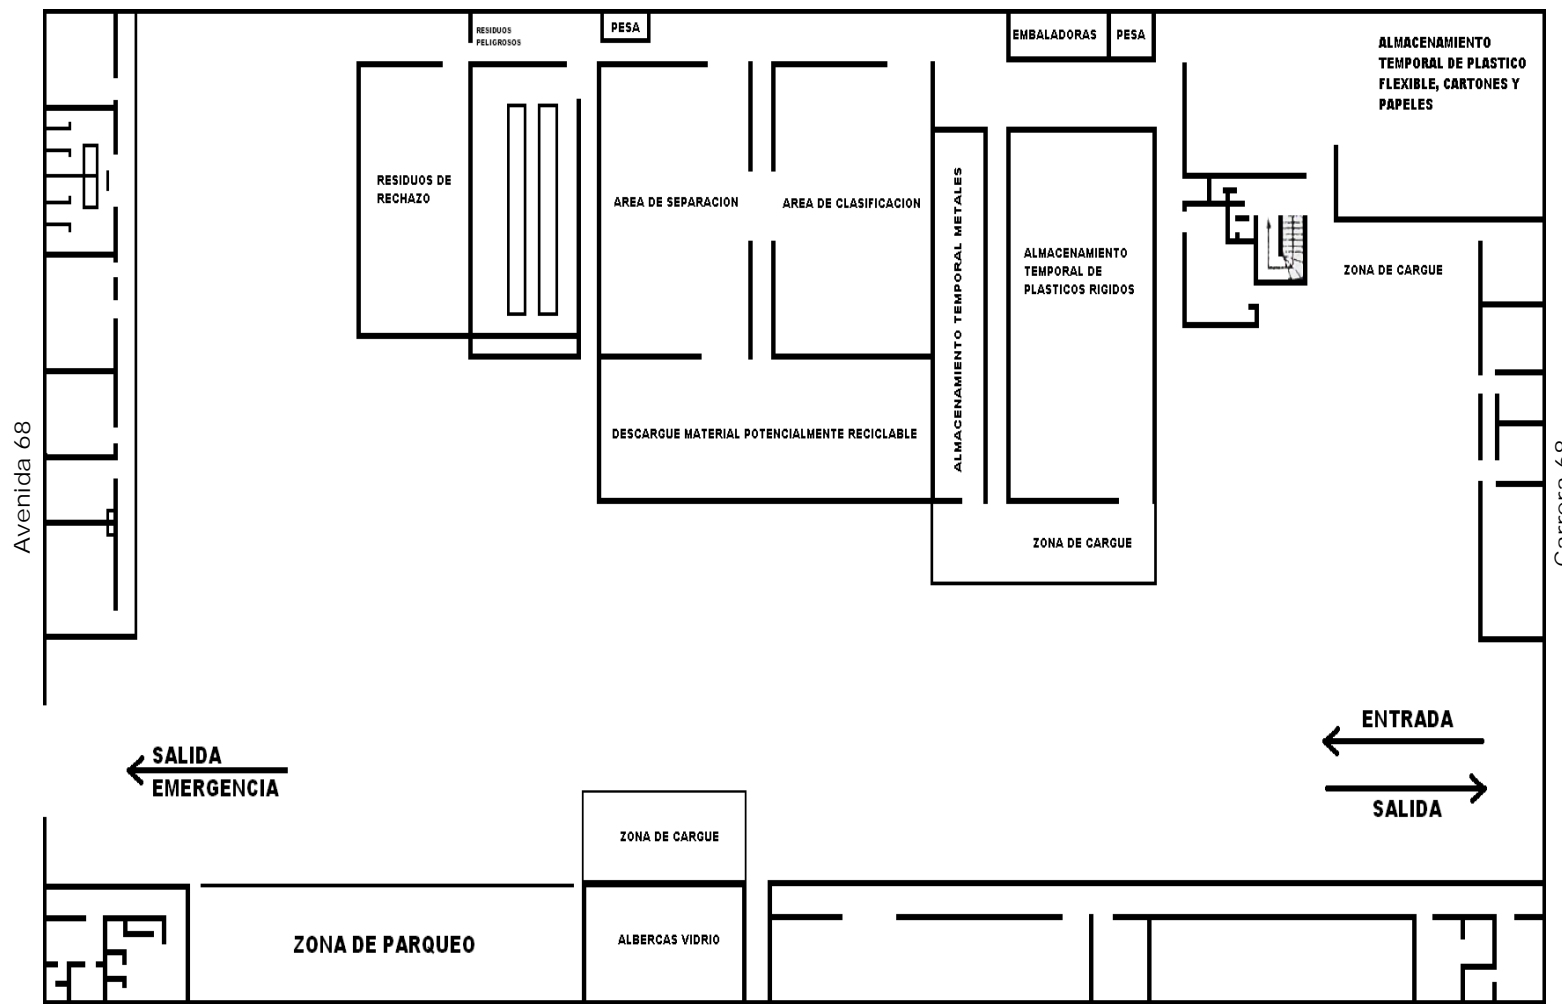 RESIDUOS
PELIGROSOS
PESA
EMBALADORAS
PESA
ALMACENAMIENTO
TEMPORAL DE PLASTICO
FLEXIBLE, CARTONES Y
PAPELES
RESIDUOS DE
RECHAZO
AREA DE SEPARACION
AREA DE CLASIFICACION
ALMACENAMIENTO TEMPORAL METALES
ALMACENAMIENTO
TEMPORAL DE
PLASTICOS RIGIDOS
ZONA DE CARGUE
DESCARGUE MATERIAL POTENCIALMENTE RECICLABLE
Avenida 68
Carrera 68
ZONA DE CARGUE
ENTRADA
SALIDA
SALIDA
EMERGENCIA
ZONA DE CARGUE
ZONA DE PARQUEO
ALBERCAS VIDRIO